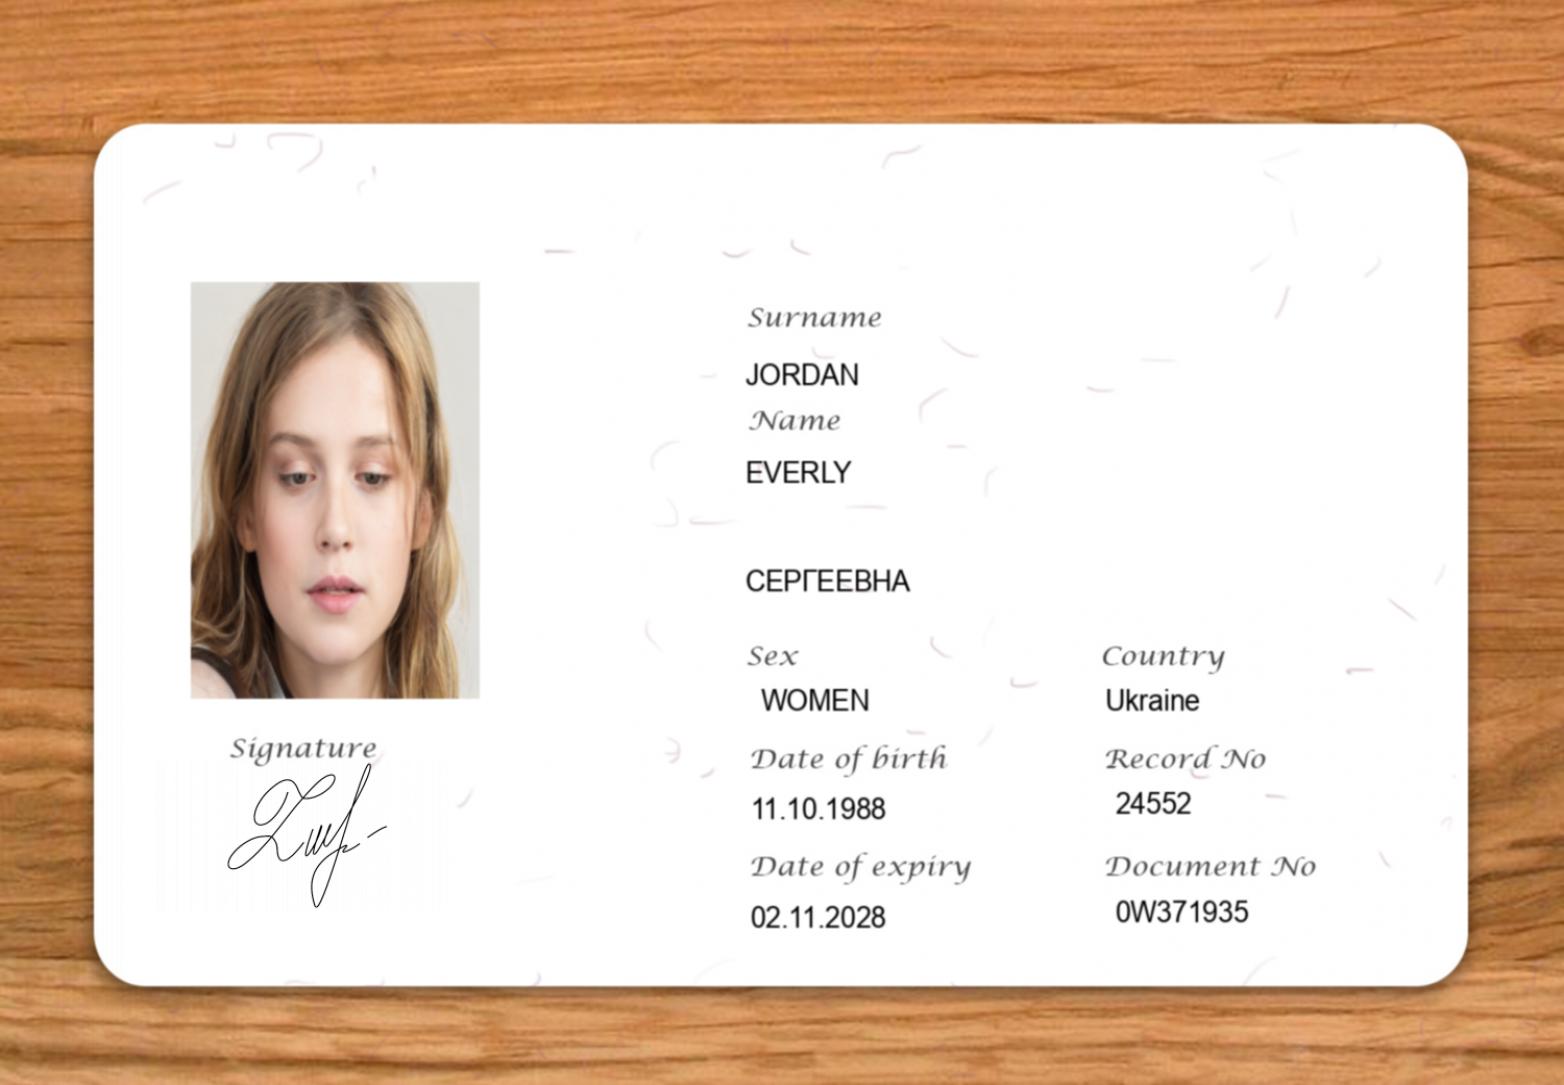 Surname
JORDAN
Name
EVERLY
СЕРГЕЕВНА
Sex
WOMEN
Country
Ukraine
Date of birth
11.10.1988
Record No
24552
Date of expiry
02.11.2028
Document No
0W371935
Signature